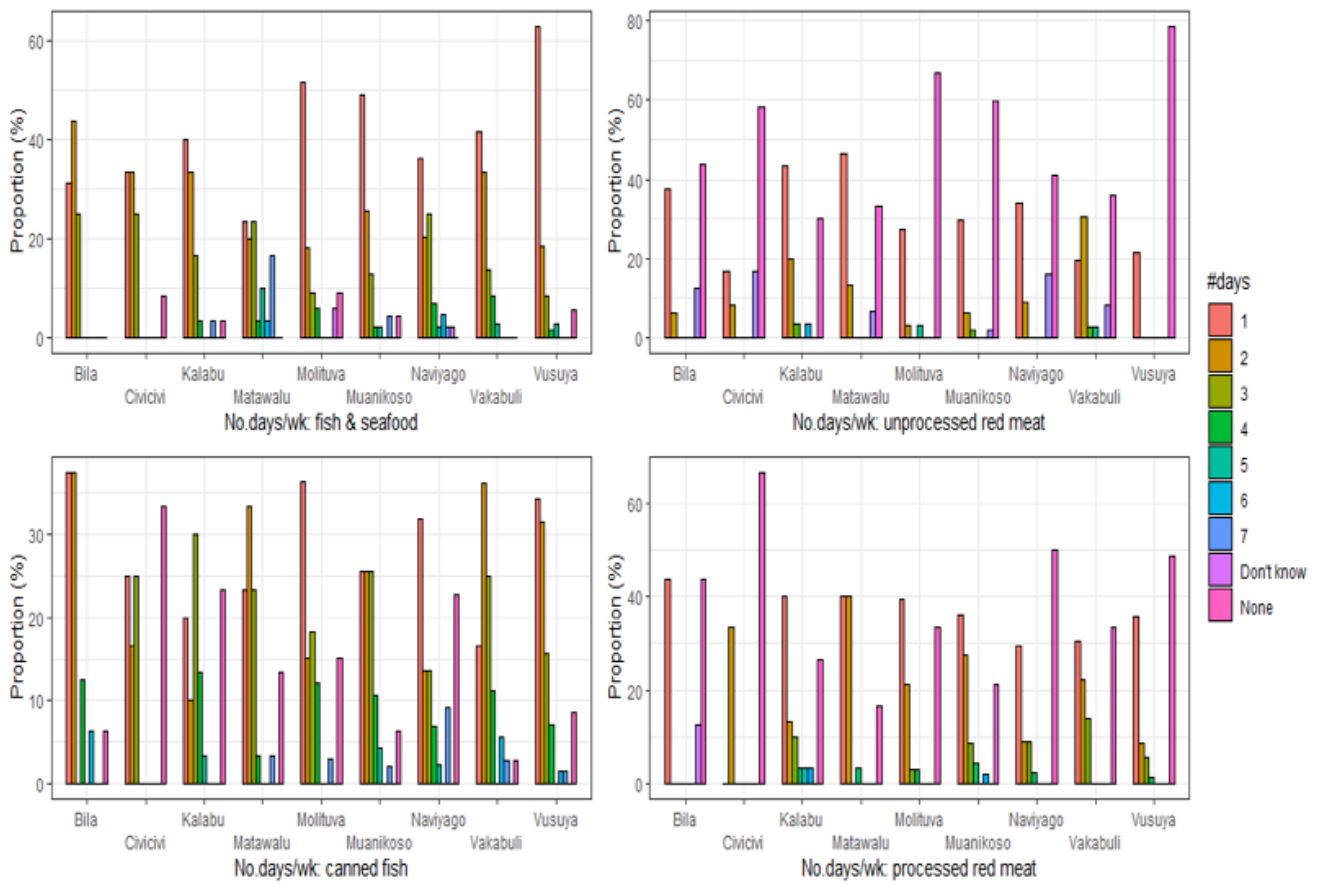 Proportion (%)
60
40
20
0
Bila
Civicivi
Kalabu
Matawalu
Molituva
Muanikoso
Naviyago
Vakabuli
Vusuya
No.days/wk: fish & seafood
Proportion (%)
80
60
40
20
0
Bila
Civicivi
Kalabu
Matawalu
Molituva
Muanikoso
Naviyago
Vakabuli
Vusuya
No.days/wk: unprocessed red meat
Proportion (%)
30
20
10
0
Bila
Civicivi
Kalabu
Matawalu
Molituva
Muanikoso
Naviyago
Vakabuli
Vusuya
No.days/wk: canned fish
Proportion (%)
60
40
20
0
Bila
Civicivi
Kalabu
Matawalu
Molituva
Muanikoso
Naviyago
Vakabuli
Vusuya
No.days/wk: processed red meat
#days
1
2
3
4
5
6
7
Don't know
None